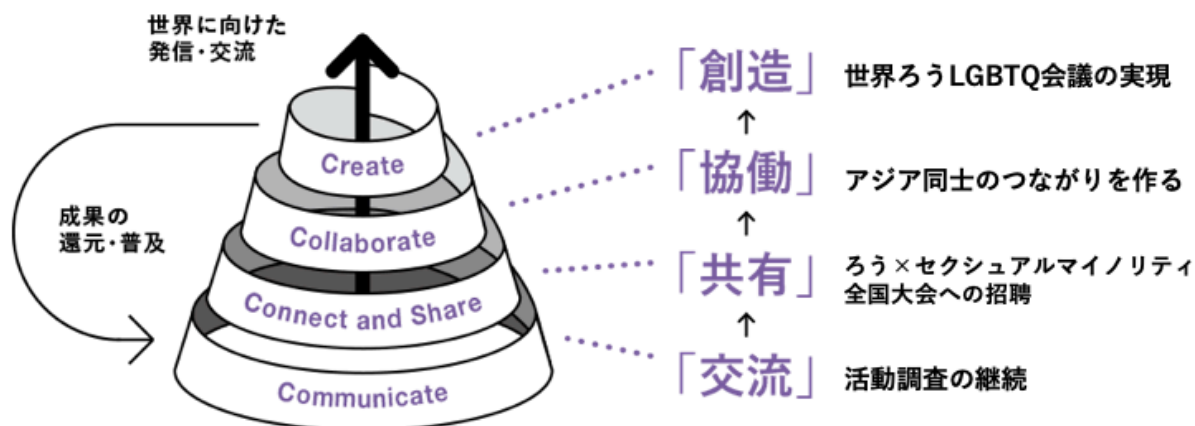 世界に向けた
発信・交流
成果の
還元・普及
Create
Collaborate
Connect and Share
Communicate
「創造」 世界ろうLGBTQ会議の実現
↑
「協働」 アジア同士のつながりを作る
↑
「共有」 ろう×セクシュアルマイノリティ
全国大会への招聘
↑
「交流」 活動調査の継続